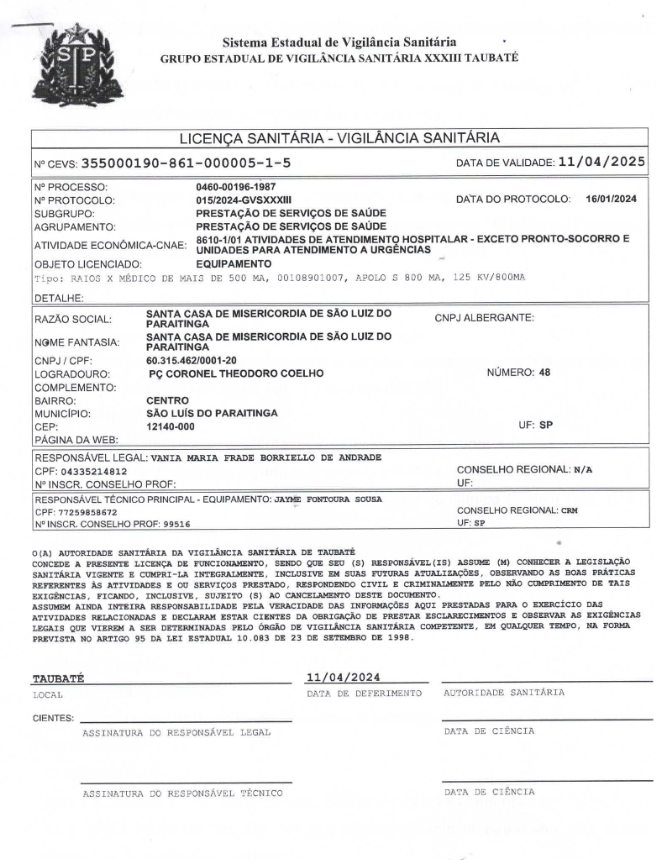 SP
Sistema Estadual de Vigilância Sanitária
GRUPO ESTADUAL DE VIGILÂNCIA SANITÁRIA XXXIII TAUBATÉ
LICENÇA SANITÁRIA - VIGILÂNCIA SANITÁRIA
Nº CEVS: 355000190-861-000005-1-5 DATA DE VALIDADE: 11/04/2025
Nº PROCESSO: 0460-00196-1987
Nº PROTOCOLO: 015/2024-GVSXXXIII DATA DO PROTOCOLO: 16/01/2024
SUBGRUPO: PRESTAÇÃO DE SERVIÇOS DE SAÚDE
AGRUPAMENTO: PRESTAÇÃO DE SERVIÇOS DE SAÚDE
ATIVIDADE ECONÔMICA-CNAE: 8610-1/01 ATIVIDADES DE ATENDIMENTO HOSPITALAR - EXCETO PRONTO-SOCORRO E
UNIDADES PARA ATENDIMENTO A URGÊNCIAS
OBJETO LICENCIADO: EQUIPAMENTO
Tipo: RAIOS X MÉDICO DE MAIS DE 500 MA, 00108901007, APOLO S 800 MA, 125 KV/800MA
DETALHE:
RAZÃO SOCIAL: SANTA CASA DE MISERICORDIA DE SÃO LUIZ DO
PARAITINGA CNPJ ALBERGANTE:
NOME FANTASIA: SANTA CASA DE MISERICORDIA DE SÃO LUIZ DO
PARAITINGA
CNPJ / CPF: 60.315.462/0001-20
LOGRADOURO: PÇ CORONEL THEODORO COELHO NÚMERO: 48
COMPLEMENTO:
BAIRRO: CENTRO
MUNICÍPIO: SÃO LUÍS DO PARAITINGA
CEP: 12140-000 UF: SP
PÁGINA DA WEB:
RESPONSÁVEL LEGAL: VANIA MARIA FRADE BORRIELLO DE ANDRADE
CPF: 04335214812 CONSELHO REGIONAL: N/A
Nº INSCR. CONSELHO PROF: UF:
RESPONSÁVEL TÉCNICO PRINCIPAL - EQUIPAMENTO: JAYME FONTOURA SOUSA
CPF: 77259858672 CONSELHO REGIONAL: CRM
Nº INSCR. CONSELHO PROF: 99516 UF: SP
O(A) AUTORIDADE SANITÁRIA DA VIGILÂNCIA SANITÁRIA DE TAUBATÉ
CONCEDE A PRESENTE LICENÇA DE FUNCIONAMENTO, SENDO QUE SEU (S) RESPONSÁVEL(IS) ASSUME (M) CONHECER A LEGISLAÇÃO
SANITÁRIA VIGENTE E CUMPRI-LA INTEGRALMENTE, INCLUSIVE EM SUAS FUTURAS ATUALIZAÇÕES, OBSERVANDO AS BOAS PRÁTICAS
REFERENTES ÀS ATIVIDADES E OU SERVIÇOS PRESTADO, RESPONDENDO CIVIL E CRIMINALMENTE PELO NÃO CUMPRIMENTO DE TAIS
EXIGÊNCIAS, FICANDO, INCLUSIVE, SUJEITO (S) AO CANCELAMENTO DESTE DOCUMENTO.
ASSUMEM AINDA INTEIRA RESPONSABILIDADE PELA VERACIDADE DAS INFORMAÇÕES AQUI PRESTADAS PARA O EXERCÍCIO DAS
ATIVIDADES RELACIONADAS E DECLARAM ESTAR CIENTES DA OBRIGAÇÃO DE PRESTAR ESCLARECIMENTOS E OBSERVAR AS EXIGÊNCIAS
LEGAIS QUE VIEREM A SER DETERMINADAS PELO ÓRGÃO DE VIGILÂNCIA SANITÁRIA COMPETENTE, EM QUALQUER TEMPO, NA FORMA
PREVISTA NO ARTIGO 95 DA LEI ESTADUAL 10.083 DE 23 DE SETEMBRO DE 1998.
TAUBATÉ 11/04/2024
LOCAL DATA DE DEFERIMENTO AUTORIDADE SANITÁRIA
CIENTES:
ASSINATURA DO RESPONSÁVEL LEGAL DATA DE CIÊNCIA
ASSINATURA DO RESPONSÁVEL TÉCNICO DATA DE CIÊNCIA